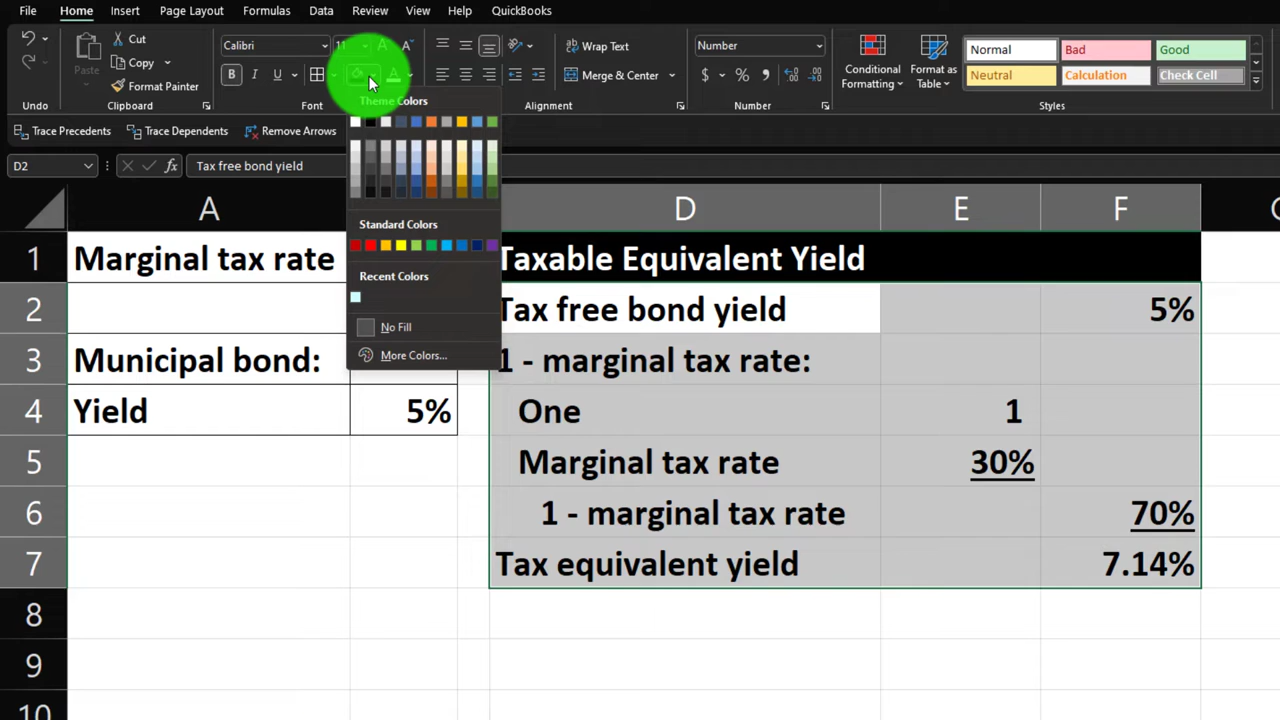 File Home Insert Page Layout Formulas Data Review View Help QuickBooks
Cut Calibri 11 Wrap Text Number Normal Bad Good
Paste Copy Format Painter B I U Merge & Center $ % Conditional Formatting Format as Table Neutral Calculation Check Cell
Undo Clipboard Font Alignment Number Styles
Theme Colors
Trace Precedents Trace Dependents Remove Arrows
D2 fx Tax free bond yield
A D E F
Standard Colors
1 Marginal tax rate Taxable Equivalent Yield
Recent Colors
2 Tax free bond yield 5%
No Fill
3 Municipal bond: 1 - marginal tax rate:
More Colors...
4 Yield 5% One 1
5 Marginal tax rate 30%
6 1 - marginal tax rate 70%
7 Tax equivalent yield 7.14%
8
9
10